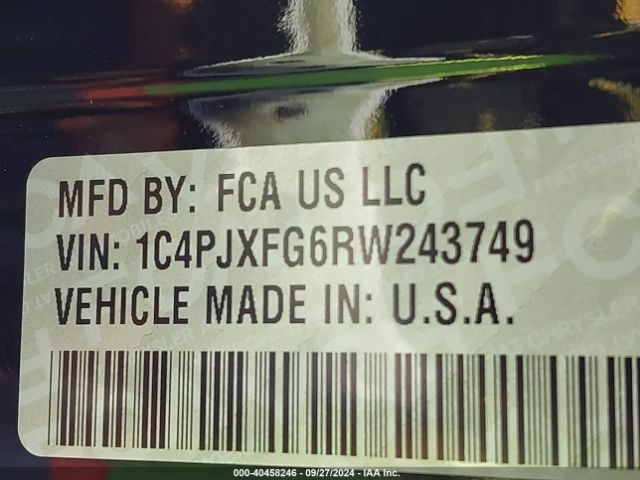 MFD BY: FCA US LLC
VIN: 1C4PJXFG6RW243749
VEHICLE MADE IN: U.S.A.
000-40458246 - 09/27/2024 - IAA Inc.